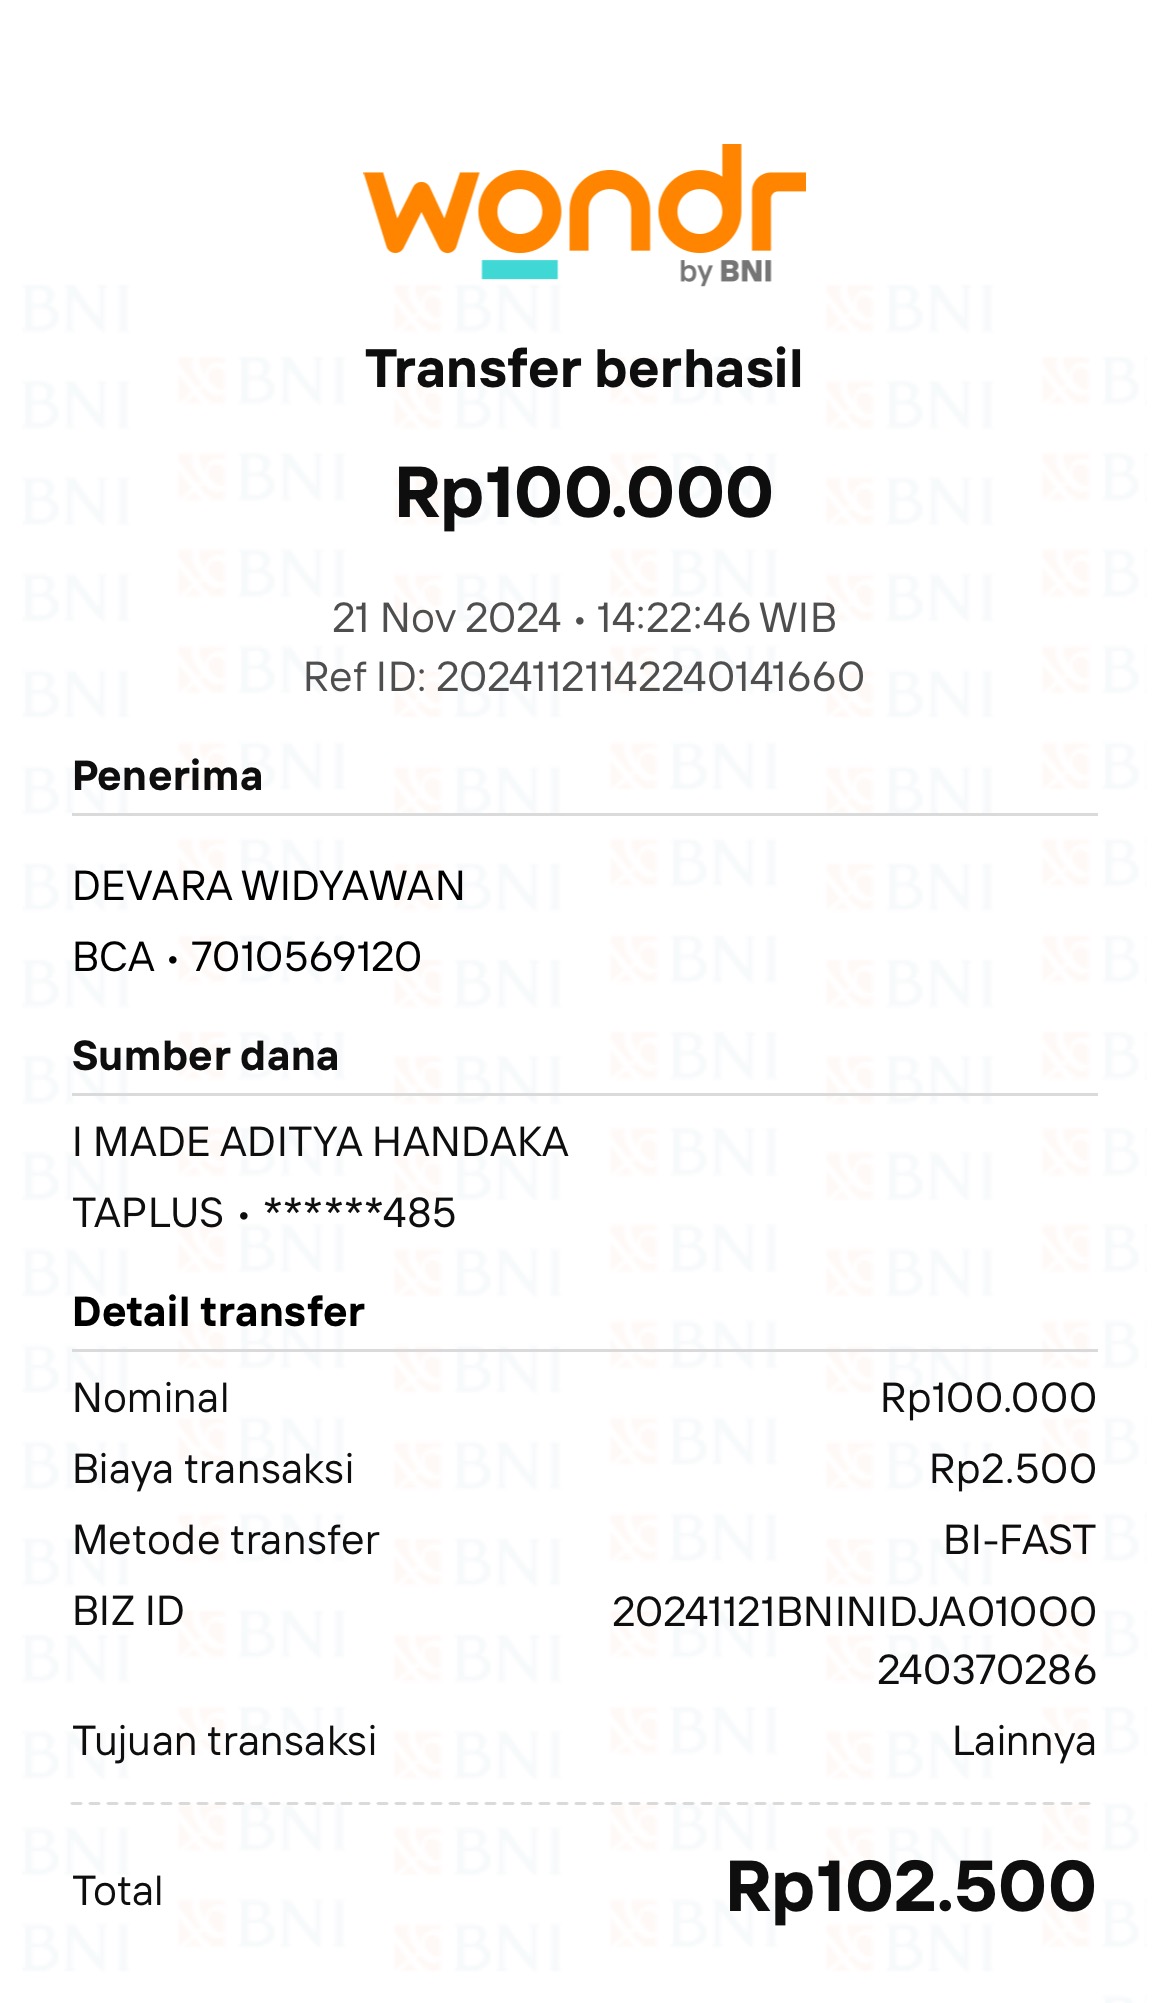 wondr
by BNI
Transfer berhasil
Rp100.000
21 Nov 2024 • 14:22:46 WIB
Ref ID: 20241121142240141660
Penerima
DEVARA WIDYAWAN
BCA • 7010569120
Sumber dana
I MADE ADITYA HANDAKA
TAPLUS • ******485
Detail transfer
Nominal Rp100.000
Biaya transaksi Rp2.500
Metode transfer BI-FAST
BIZ ID 20241121BNINIDJA01000
240370286
Tujuan transaksi Lainnya
Total Rp102.500